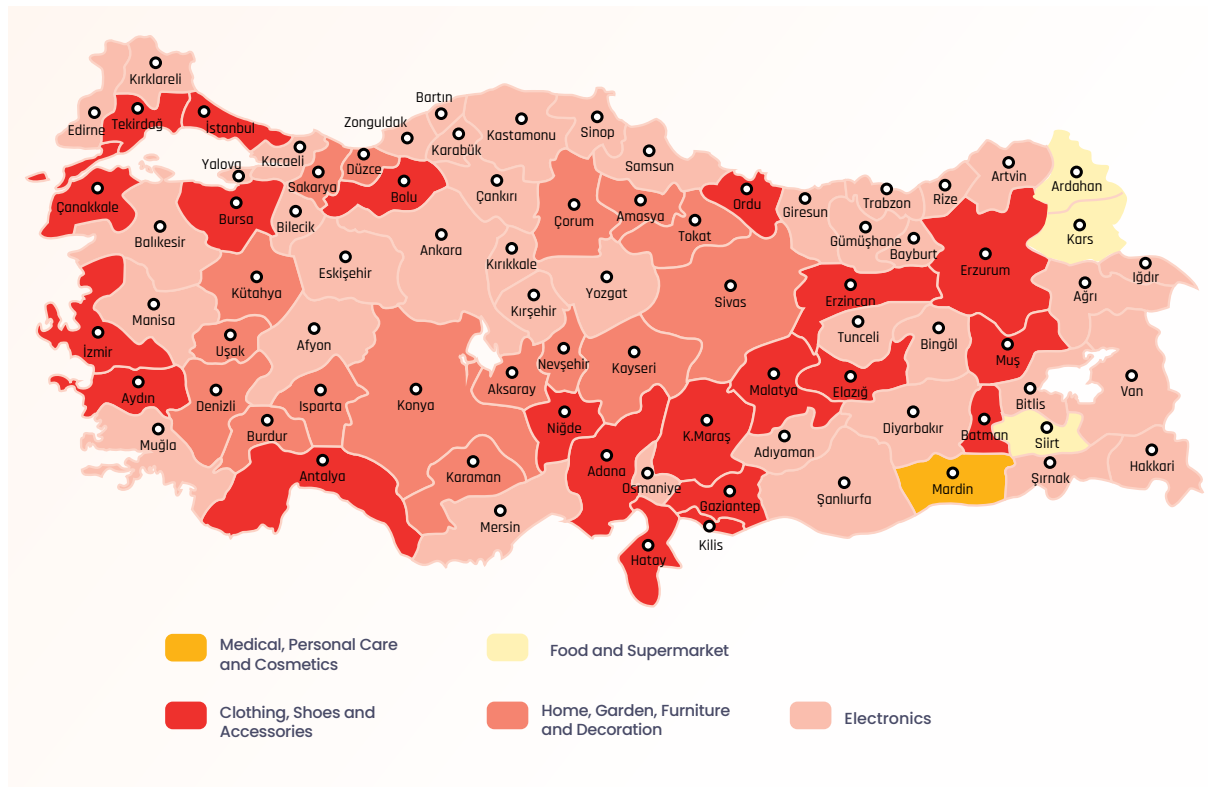 Kırklareli
Edirne
Tekirdağ
İstanbul
Bartın
Zonguldak
Kastamonu
Sinop
Karabük
Samsun
Yalova
Kocaeli
Düzce
Sakarya
Bolu
Çankırı
Çorum
Amasya
Tokat
Ordu
Giresun
Trabzon
Rize
Artvin
Ardahan
Çanakkale
Bursa
Bilecik
Balıkesir
Ankara
Kırıkkale
Gümüşhane
Bayburt
Kars
Erzurum
Eskişehir
Kütahya
Yozgat
Sivas
Erzincan
Ağrı
Iğdır
Manisa
Kırşehir
Tunceli
Bingöl
Muş
İzmir
Uşak
Afyon
Nevşehir
Kayseri
Aksaray
Malatya
Elazığ
Van
Aydın
Denizli
Isparta
Konya
Bitlis
Muğla
Burdur
Niğde
K.Maraş
Adıyaman
Diyarbakır
Batman
Siirt
Hakkari
Antalya
Karaman
Adana
Osmaniye
Gaziantep
Şanlıurfa
Mardin
Şırnak
Mersin
Kilis
Hatay
Medical, Personal Care
and Cosmetics
Food and Supermarket
Clothing, Shoes and
Accessories
Home, Garden, Furniture
and Decoration
Electronics